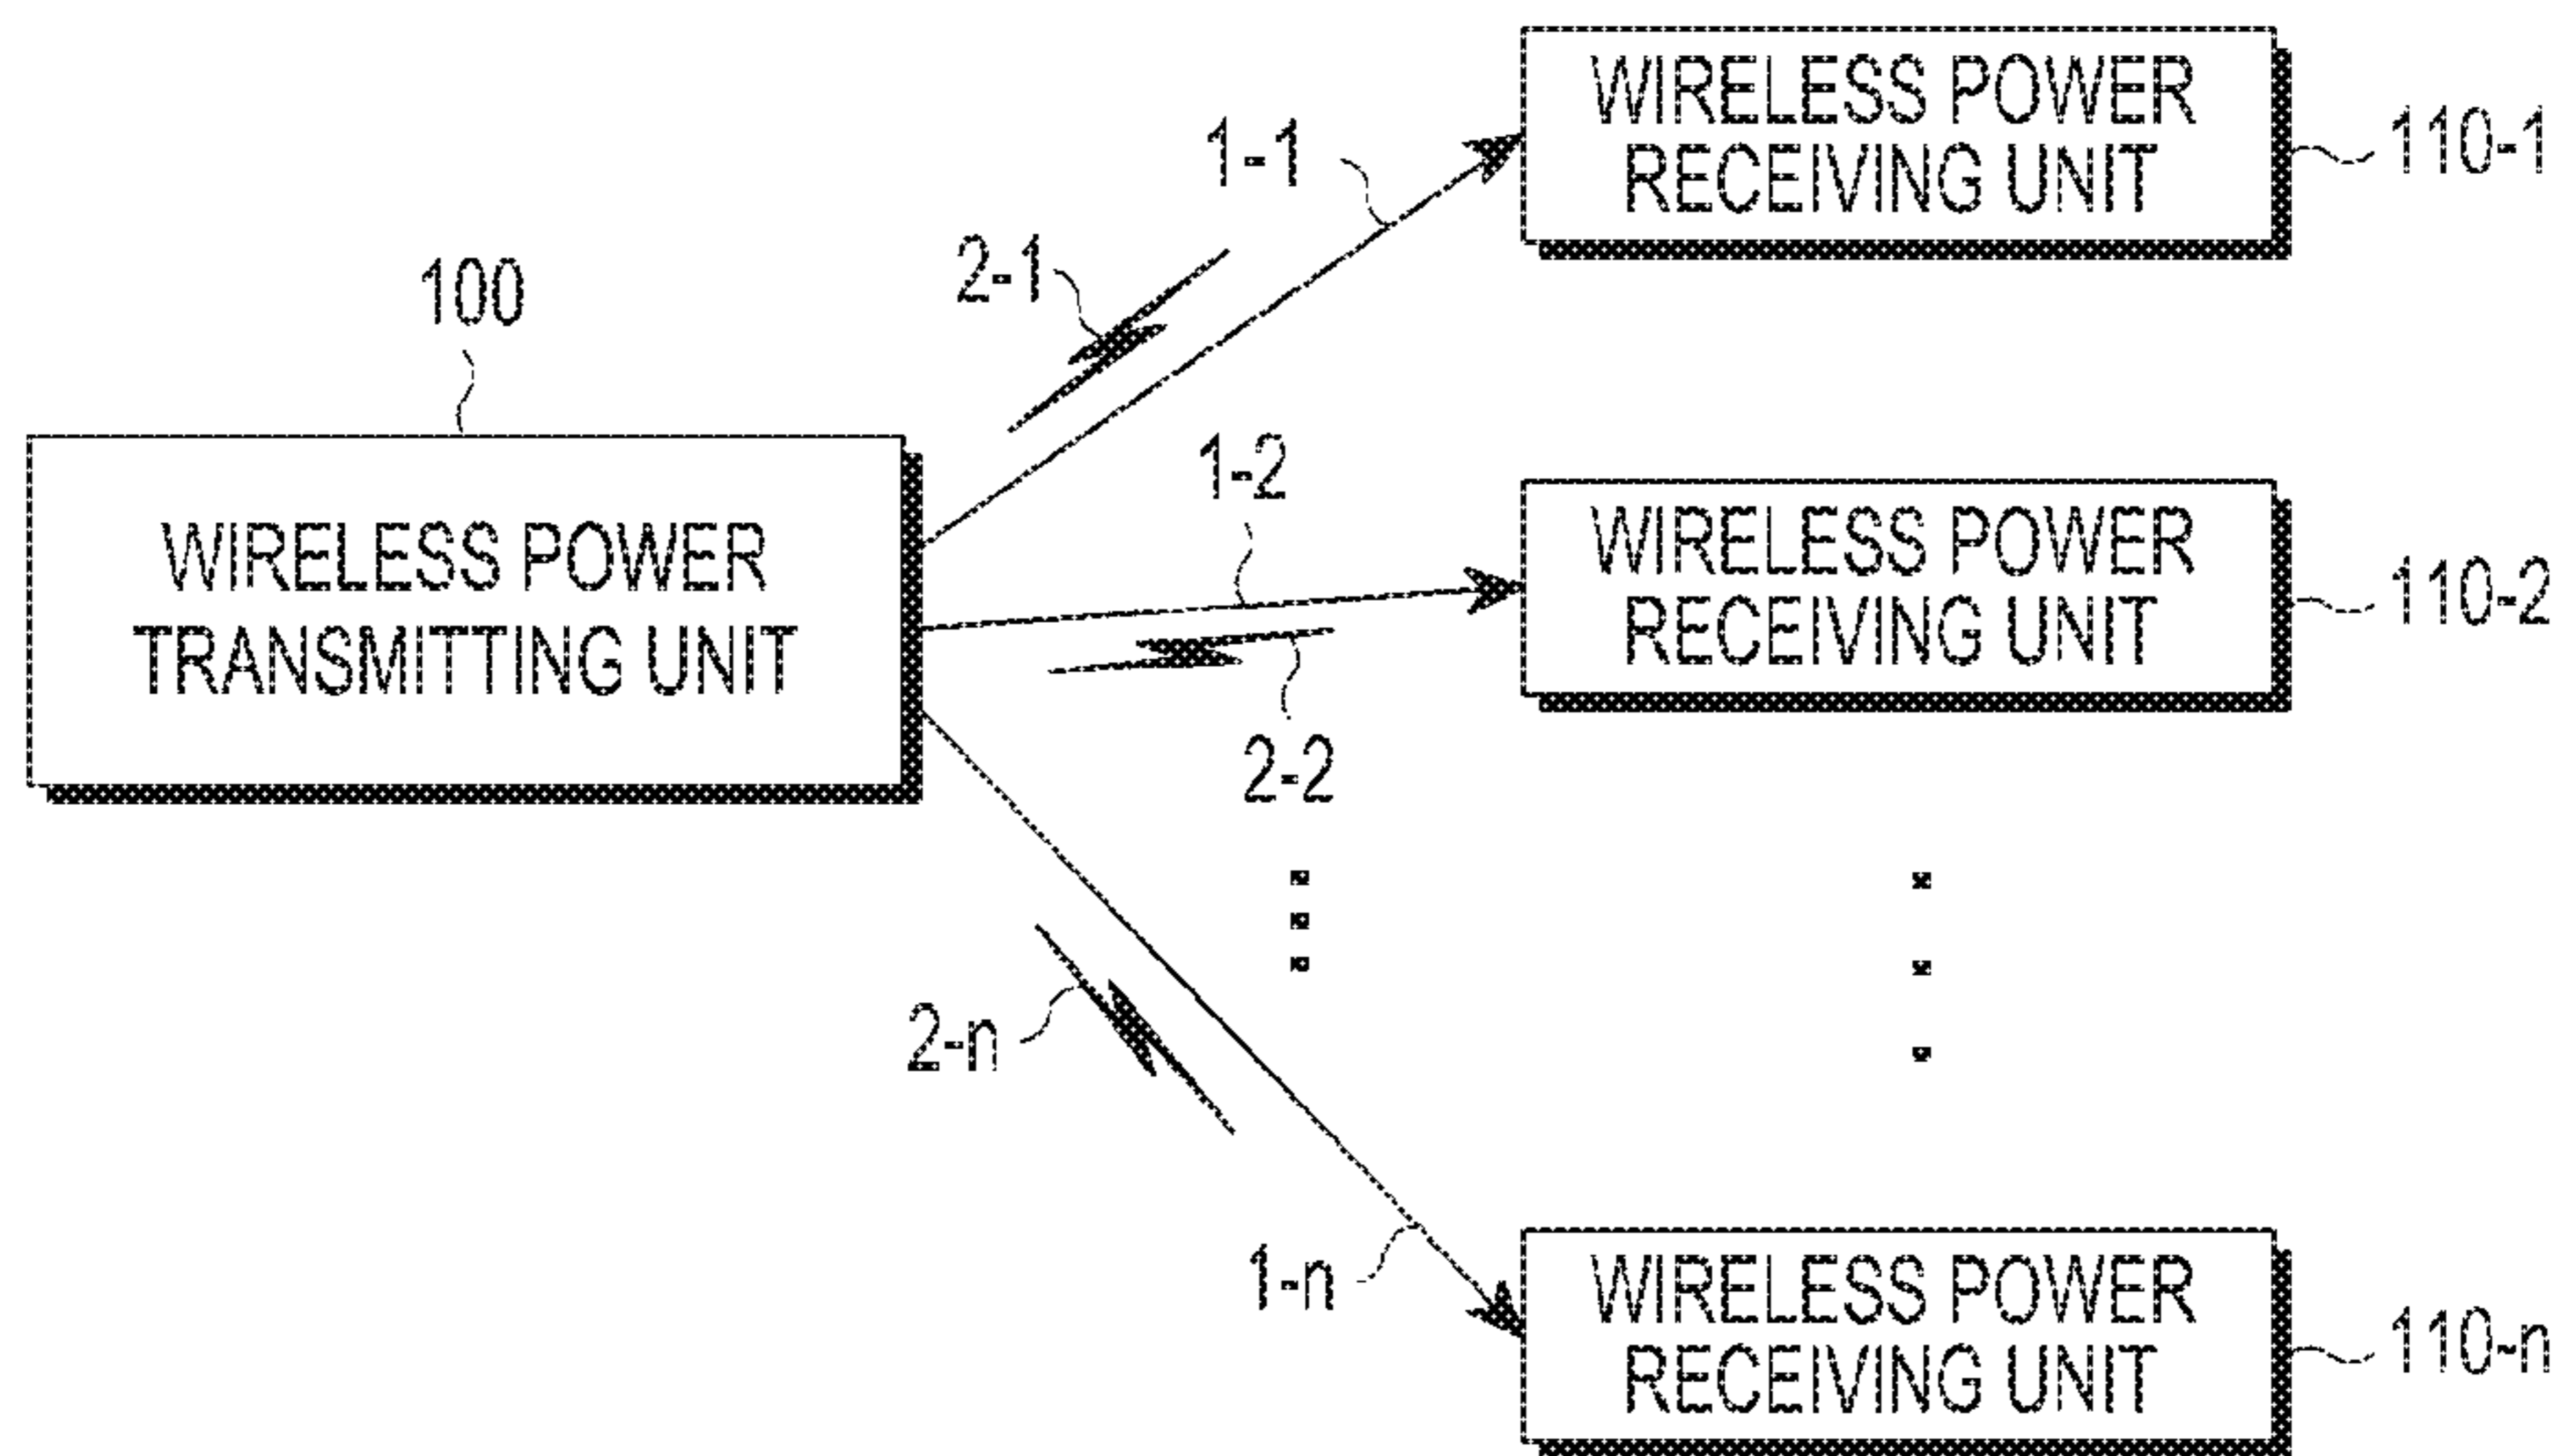 WIRELESS POWER
RECEIVING UNIT
110-1
1-1
2-1
100
WIRELESS POWER
TRANSMITTING UNIT
1-2
WIRELESS POWER
RECEIVING UNIT
110-2
2-2
2-n
1-n
WIRELESS POWER
RECEIVING UNIT
110-n